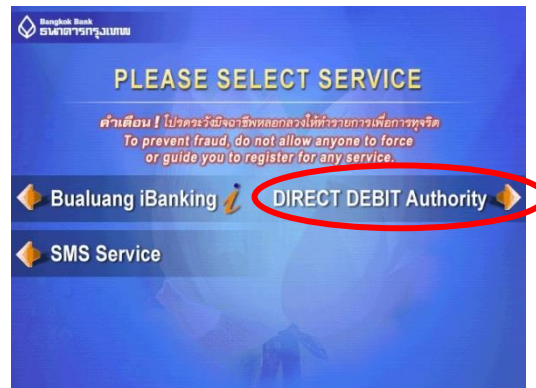 Bangkok Bank
ธนาคารกรุงเทพ
PLEASE SELECT SERVICE
คำเตือน ! โปรดระวังมิจฉาชีพหลอกลวงให้ทำรายการเพื่อการทุจริต
To prevent fraud, do not allow anyone to force
or guide you to register for any service.
Bualuang iBanking i DIRECT DEBIT Authority
SMS Service